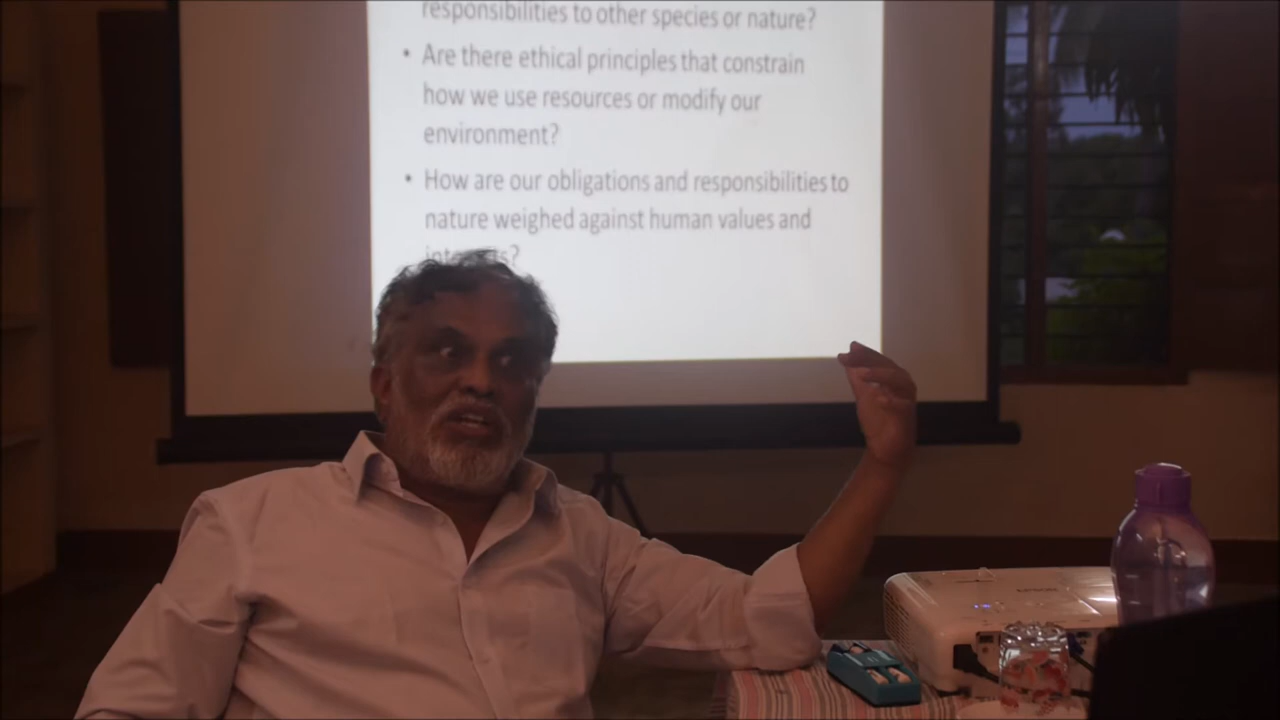 responsibilities to other species or nature?
• Are there ethical principles that constrain
how we use resources or modify our
environment?
• How are our obligations and responsibilities to
nature weighed against human values and
EPSON